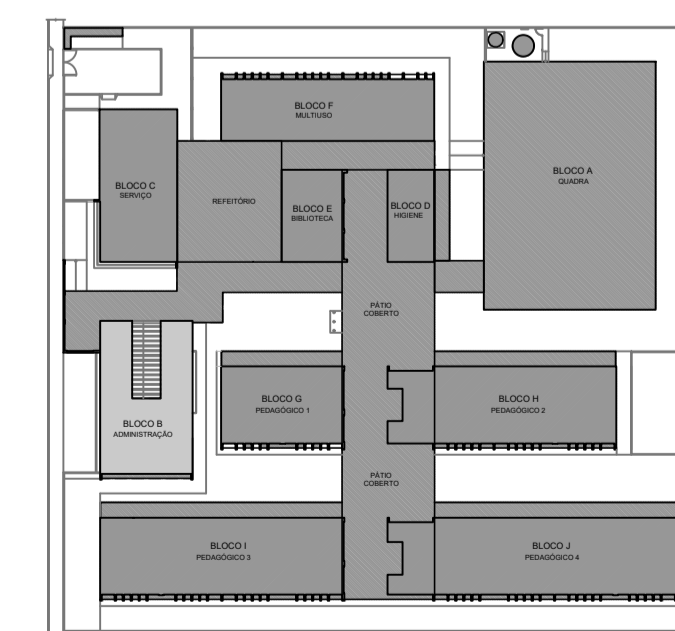 BLOCO F
MULTIUSO
BLOCO A
QUADRA
BLOCO C
SERVIÇO
REFEITÓRIO
BLOCO E
BIBLIOTECA
BLOCO D
HIGIENE
PÁTIO
COBERTO
BLOCO G
PEDAGÓGICO 1
BLOCO H
PEDAGÓGICO 2
BLOCO B
ADMINISTRAÇÃO
PÁTIO
COBERTO
BLOCO I
PEDAGÓGICO 3
BLOCO J
PEDAGÓGICO 4